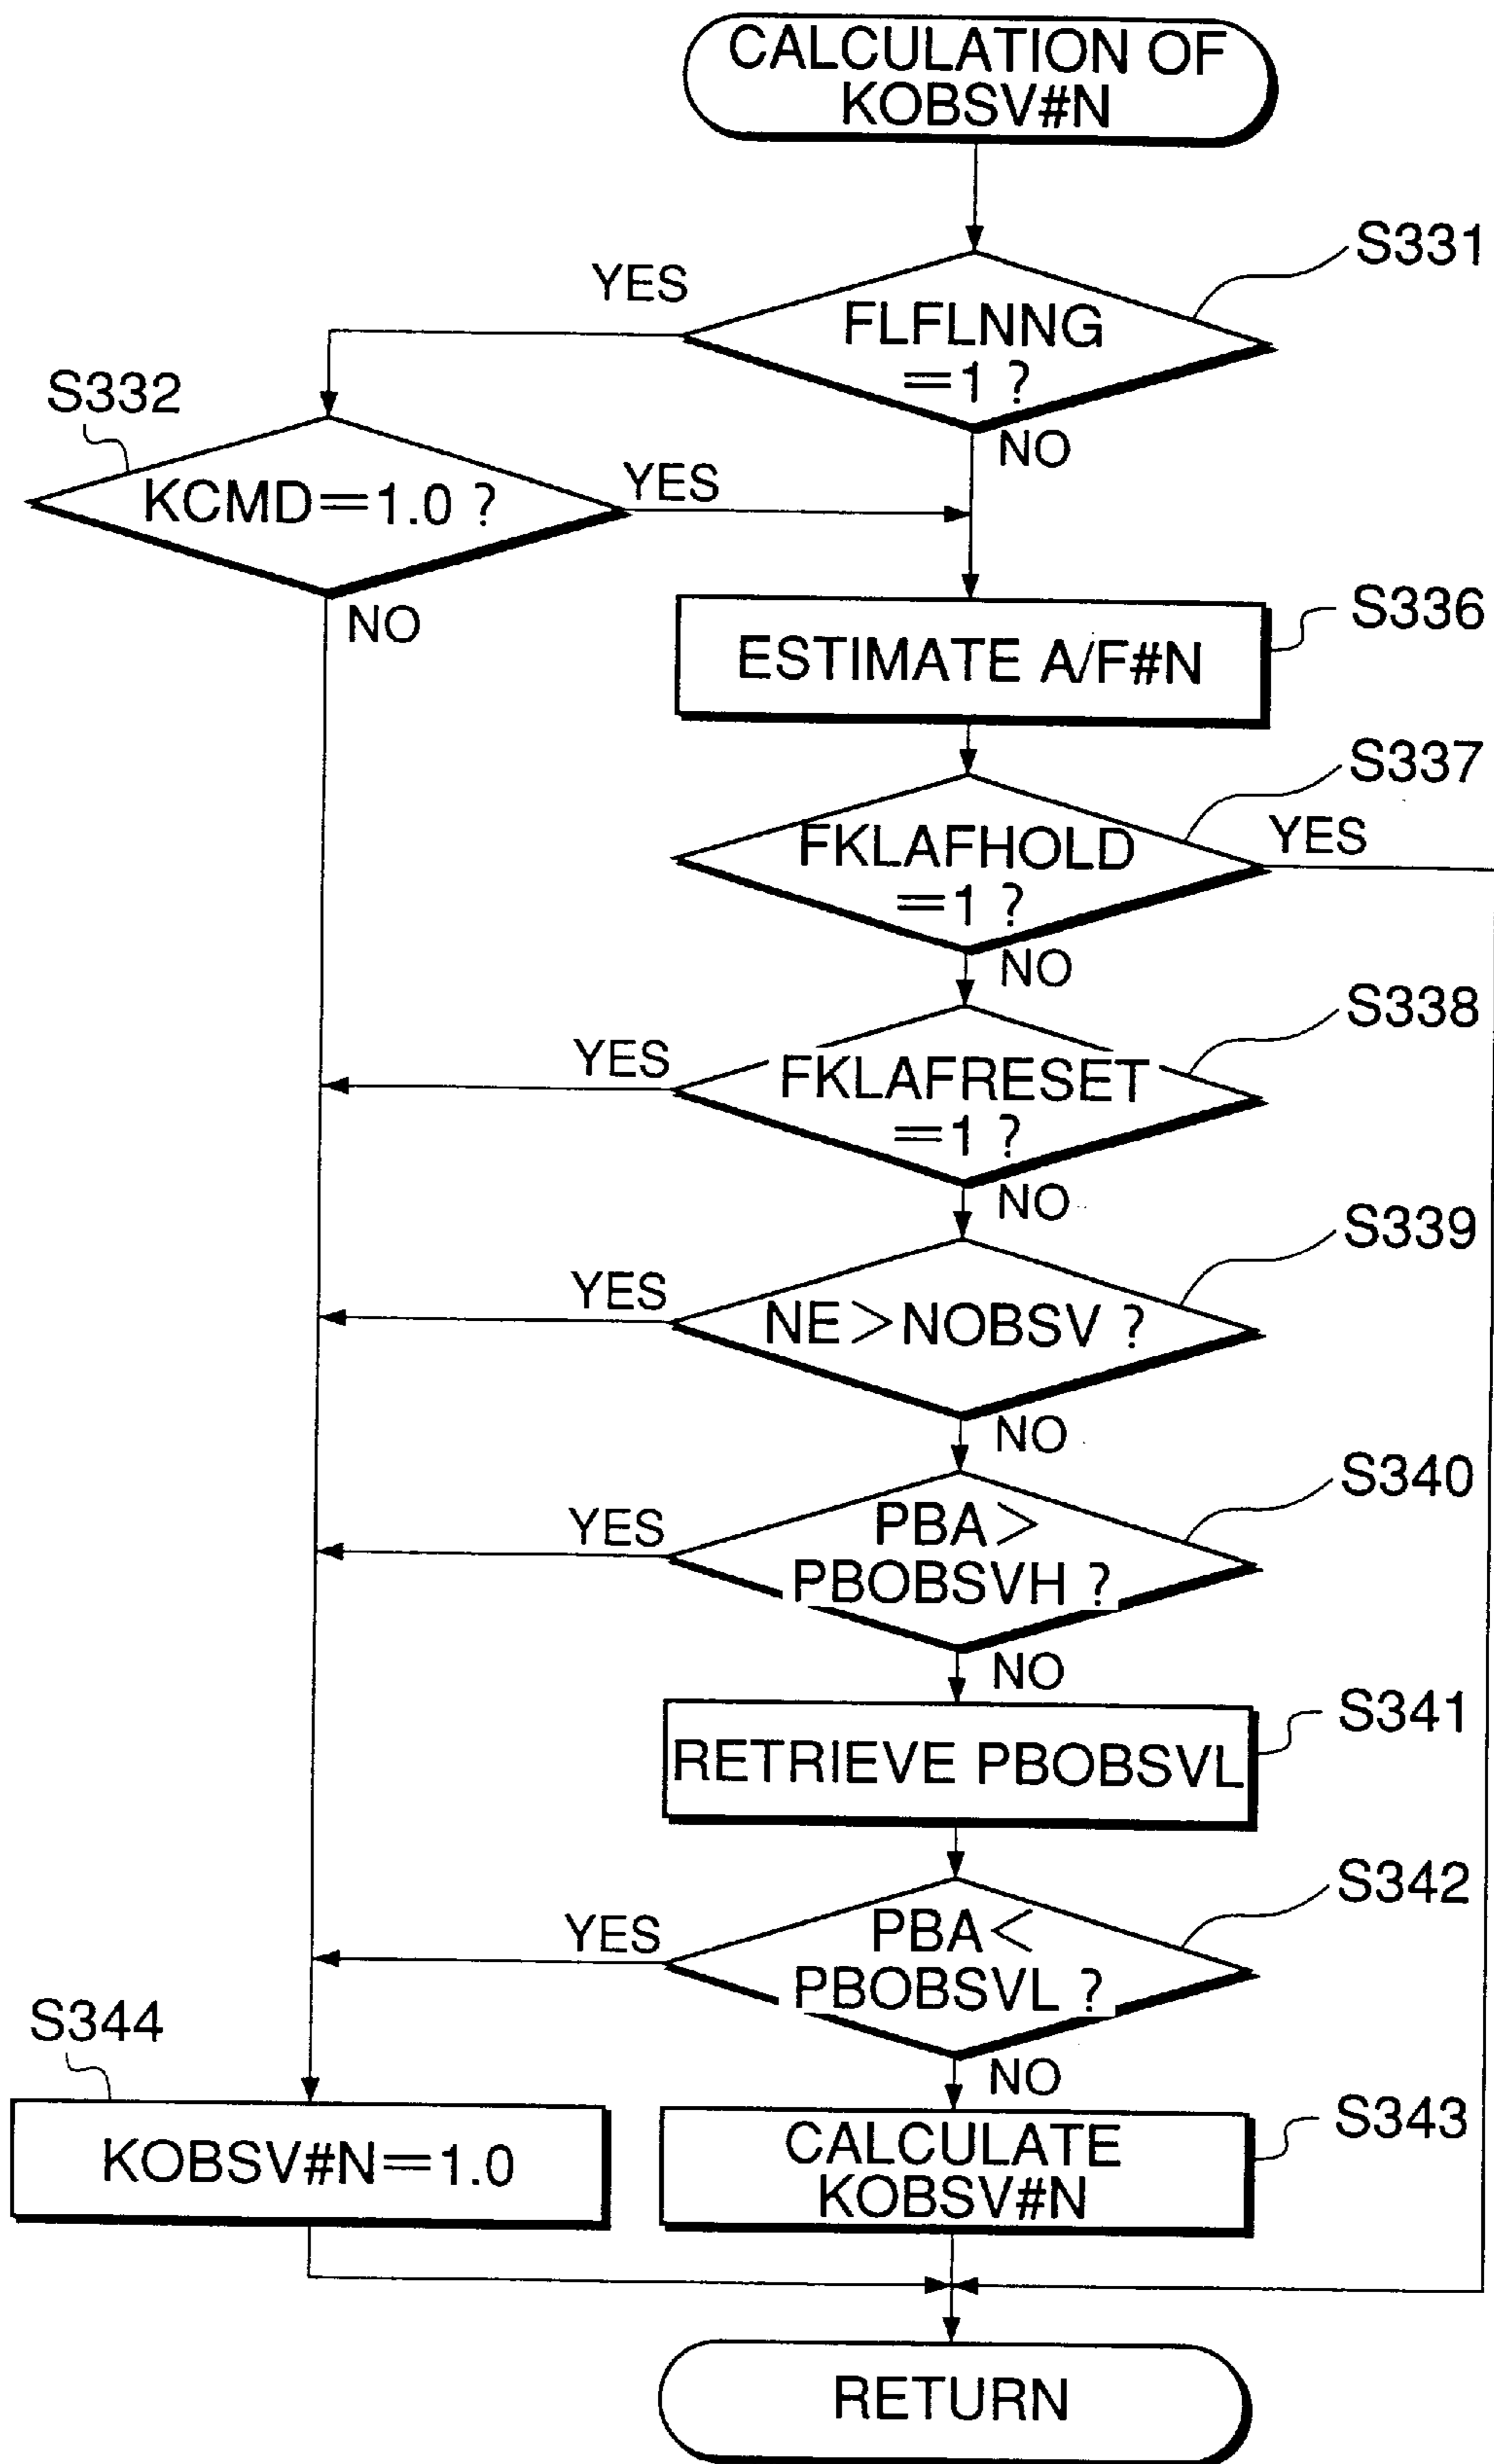 CALCULATION OF
KOBSV#N
S331
YES
FLFLNNG
=1 ?
NO
S332
KCMD=1.0 ?
YES
NO
S336
ESTIMATE A/F#N
S337
FKLAFHOLD
=1 ?
YES
NO
S338
YES
FKLAFRESET
=1 ?
NO
S339
YES
NE>NOBSV ?
NO
S340
YES
PBA>
PBOBSVH ?
NO
S341
RETRIEVE PBOBSVL
S342
YES
PBA<
PBOBSVL ?
NO
S344
KOBSV#N=1.0
S343
CALCULATE
KOBSV#N
RETURN